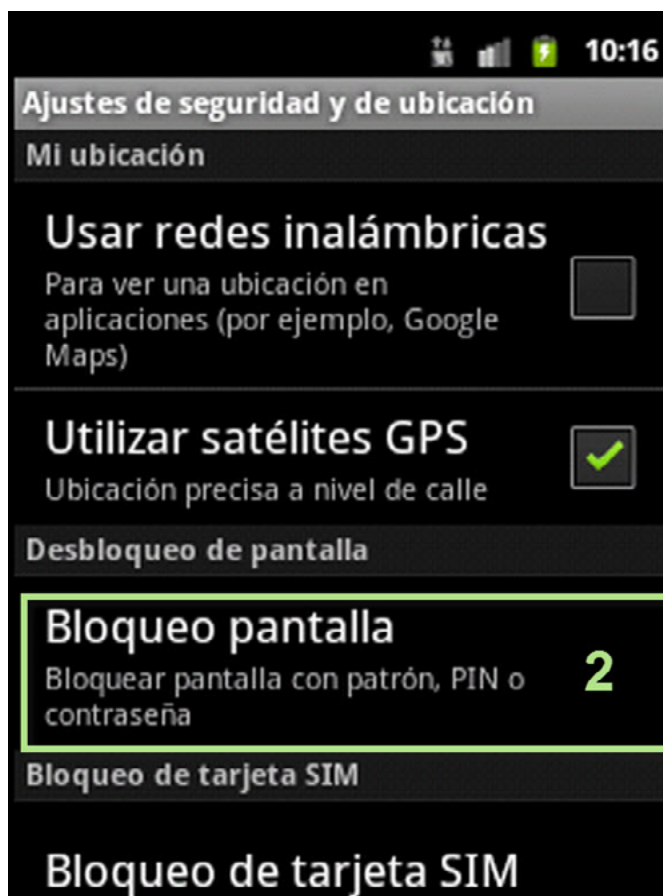 10:16
Ajustes de seguridad y de ubicación
Mi ubicación
Usar redes inalámbricas
Para ver una ubicación en
aplicaciones (por ejemplo, Google
Maps)
Utilizar satélites GPS
Ubicación precisa a nivel de calle
Desbloqueo de pantalla
Bloqueo pantalla
Bloquear pantalla con patrón, PIN o
contraseña
2
Bloqueo de tarjeta SIM
Bloqueo de tarjeta SIM